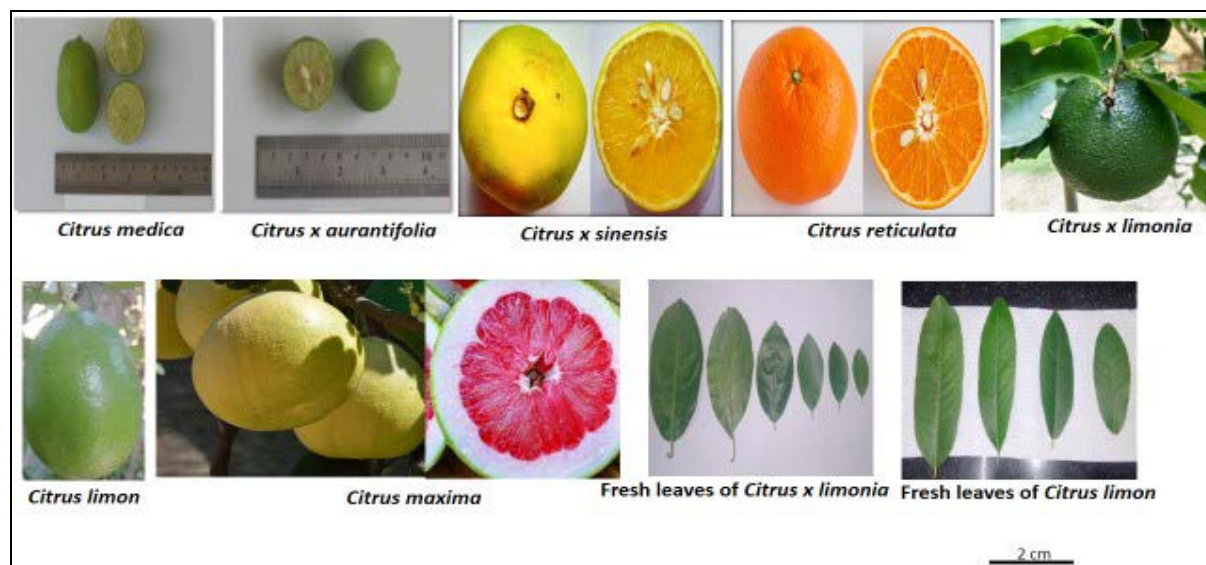 Citrus medica
Citrus x aurantifolia
Citrus x sinensis
Citrus reticulata
Citrus x limonia
Citrus limon
Citrus maxima
Fresh leaves of Citrus x limonia
Fresh leaves of Citrus limon
2 cm